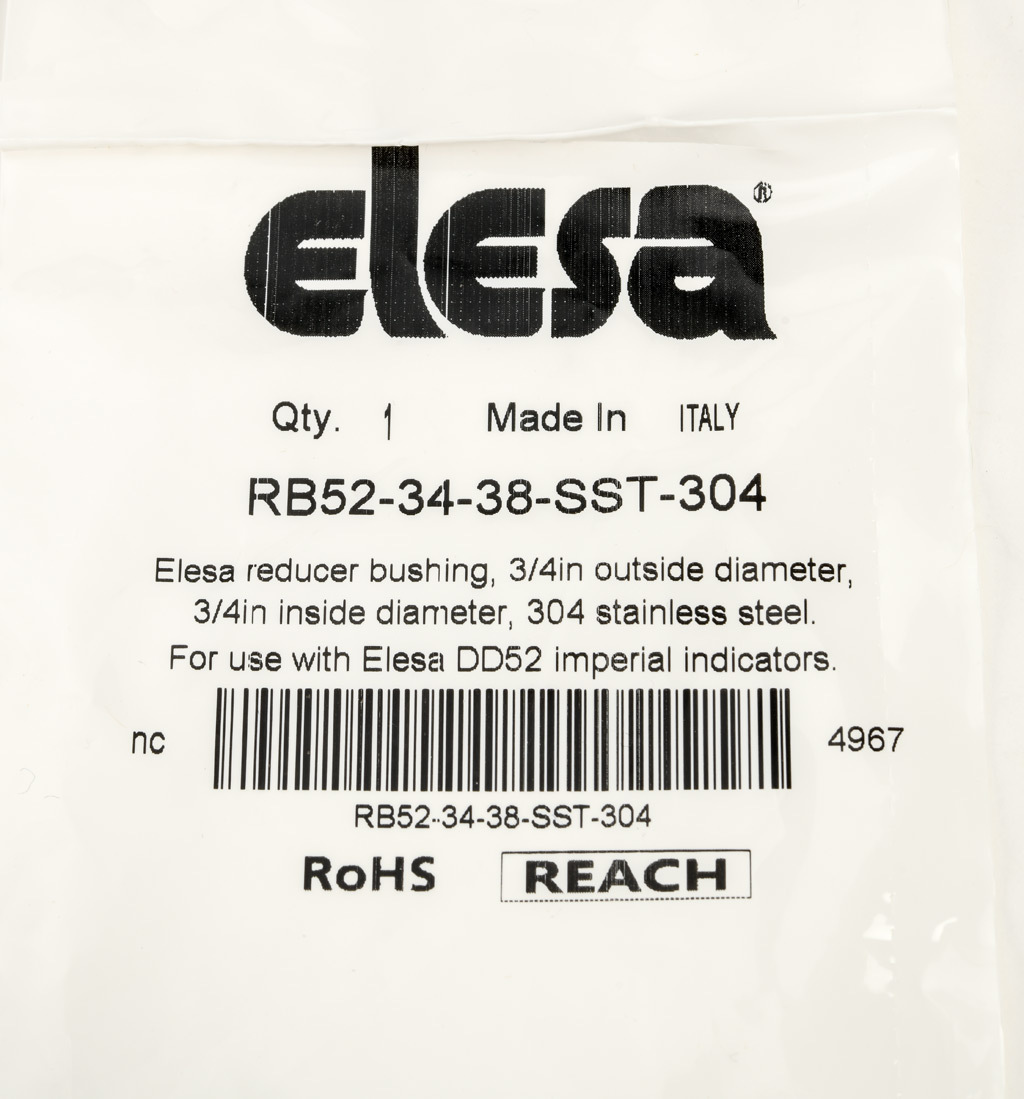 elesa®
Qty. 1 Made In ITALY
RB52-34-38-SST-304
Elesa reducer bushing, 3/4in outside diameter,
3/4in inside diameter, 304 stainless steel.
For use with Elesa DD52 imperial indicators.
nc 4967
RB52-34-38-SST-304
RoHS REACH